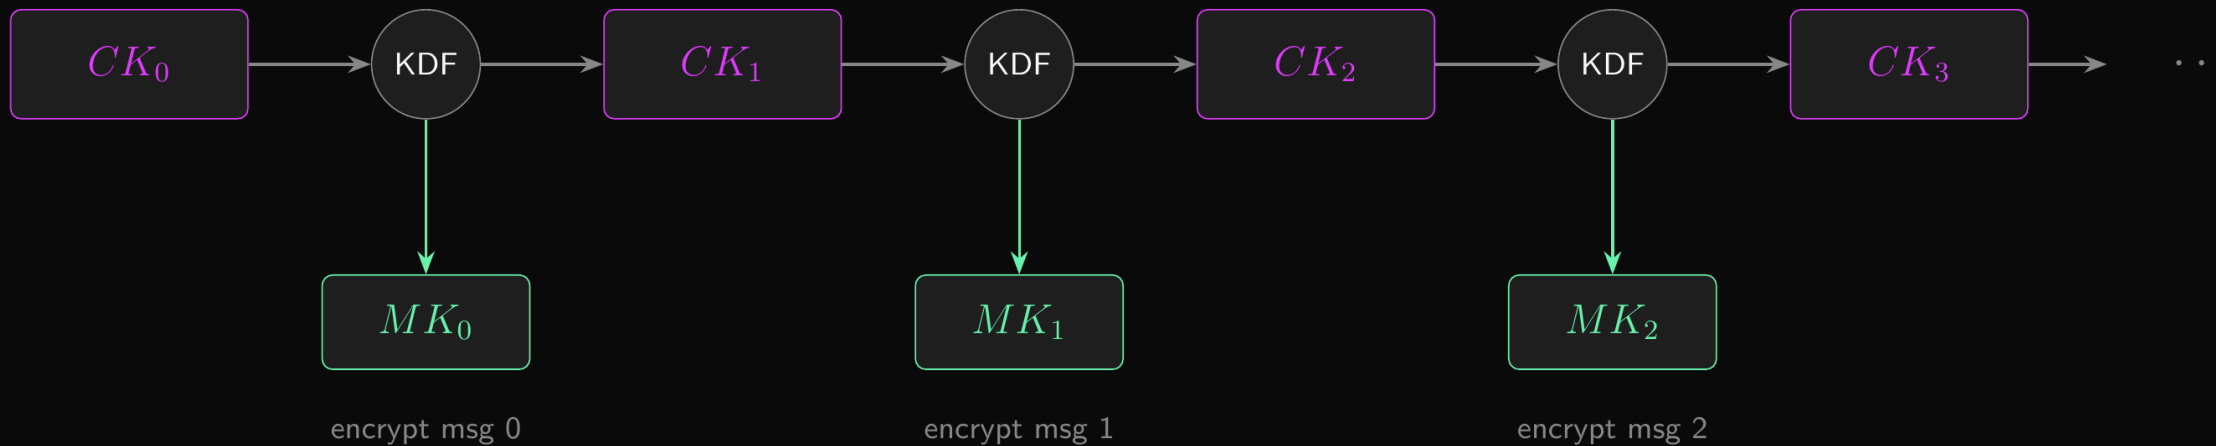 CK₀ KDF CK₁ KDF CK₂ KDF CK₃ ··
MK₀ MK₁ MK₂
encrypt msg 0 encrypt msg 1 encrypt msg 2